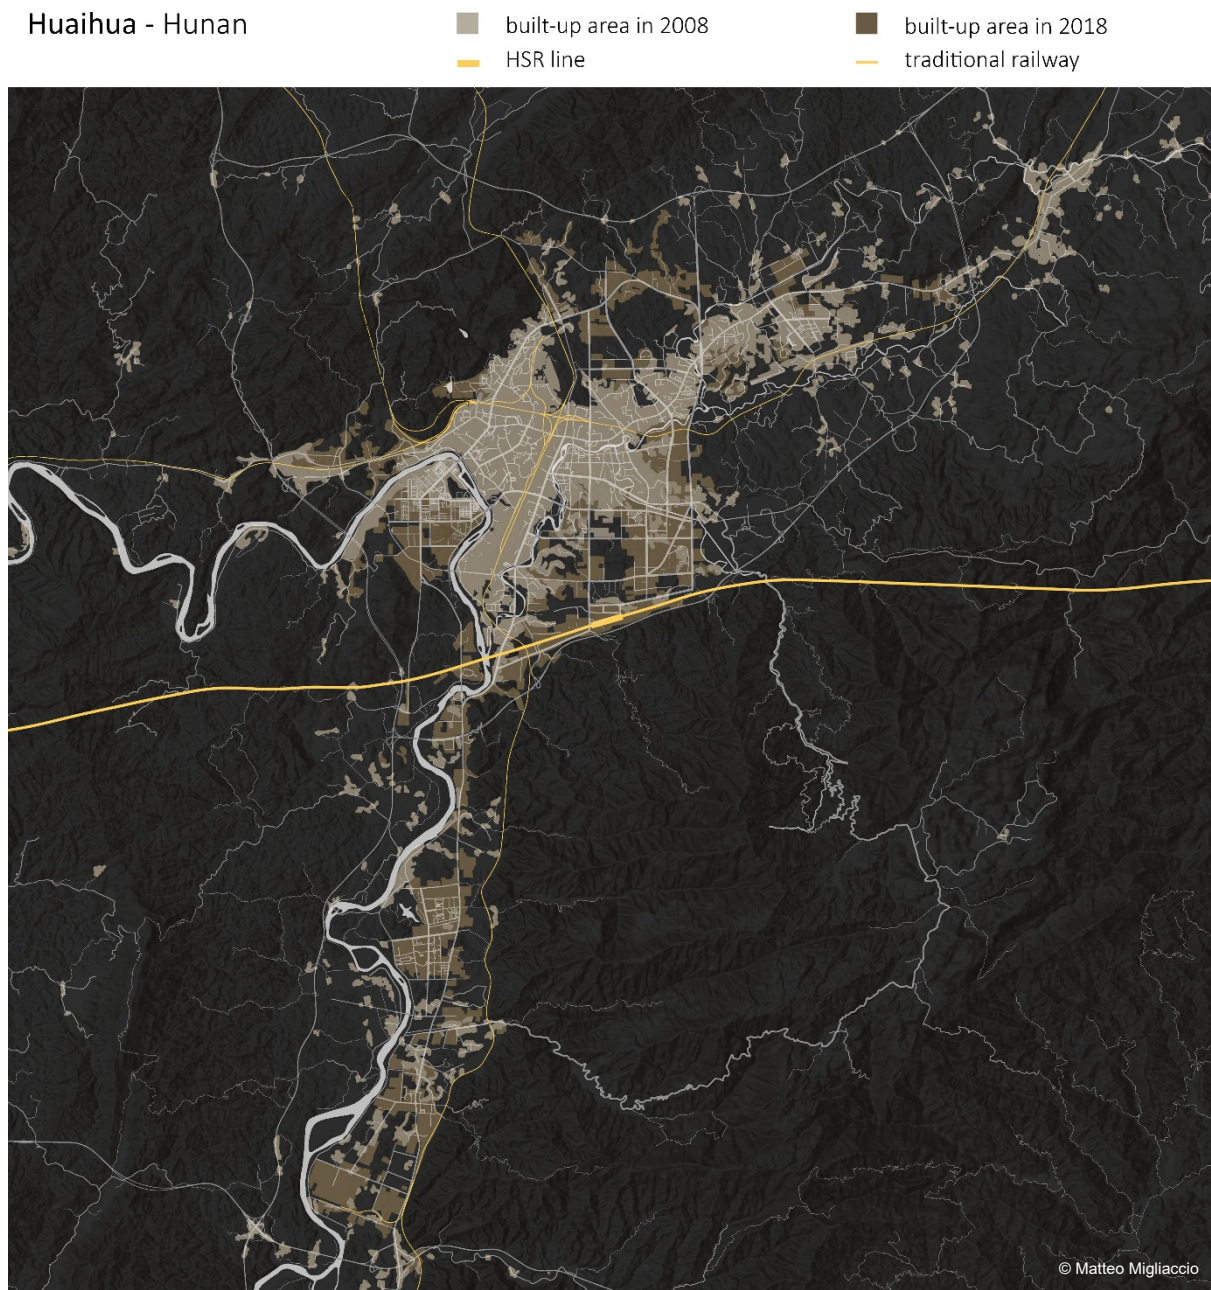 Huaihua - Hunan
built-up area in 2008
built-up area in 2018
HSR line
traditional railway
© Matteo Migliaccio